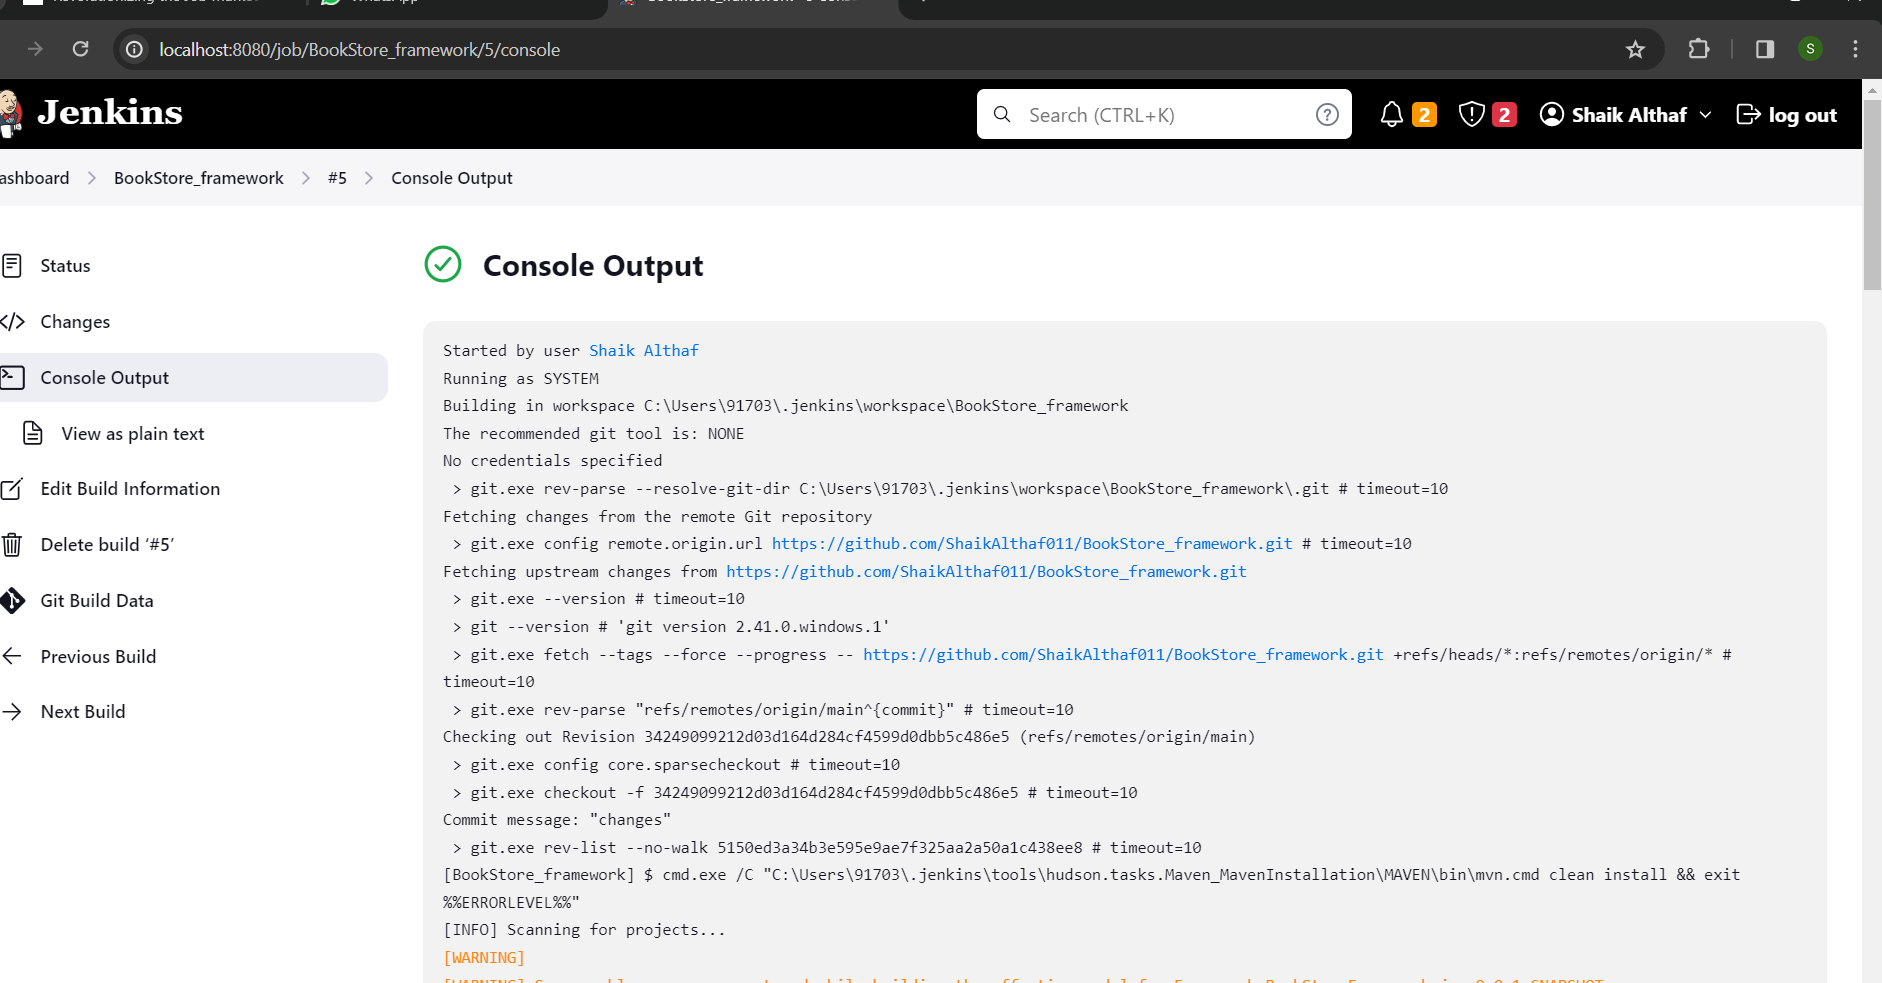 localhost:8080/job/BookStore_framework/5/console
S
Jenkins
Search (CTRL+K)
?
2
2
Shaik Althaf
log out
ashboard
BookStore_framework
#5
Console Output
Status
Changes
Console Output
View as plain text
Edit Build Information
Delete build ‘#5’
Git Build Data
Previous Build
Next Build
Console Output
Started by user Shaik Althaf
Running as SYSTEM
Building in workspace C:\Users\91703\.jenkins\workspace\BookStore_framework
The recommended git tool is: NONE
No credentials specified
> git.exe rev-parse --resolve-git-dir C:\Users\91703\.jenkins\workspace\BookStore_framework\.git # timeout=10
Fetching changes from the remote Git repository
> git.exe config remote.origin.url https://github.com/ShaikAlthaf011/BookStore_framework.git # timeout=10
Fetching upstream changes from https://github.com/ShaikAlthaf011/BookStore_framework.git
> git.exe --version # timeout=10
> git --version # 'git version 2.41.0.windows.1'
> git.exe fetch --tags --force --progress -- https://github.com/ShaikAlthaf011/BookStore_framework.git +refs/heads/*:refs/remotes/origin/* #
timeout=10
> git.exe rev-parse "refs/remotes/origin/main^{commit}" # timeout=10
Checking out Revision 34249099212d03d164d284cf4599d0dbb5c486e5 (refs/remotes/origin/main)
> git.exe config core.sparsecheckout # timeout=10
> git.exe checkout -f 34249099212d03d164d284cf4599d0dbb5c486e5 # timeout=10
Commit message: "changes"
> git.exe rev-list --no-walk 5150ed3a34b3e595e9ae7f325aa2a50a1c438ee8 # timeout=10
[BookStore_framework] $ cmd.exe /C "C:\Users\91703\.jenkins\tools\hudson.tasks.Maven_MavenInstallation\MAVEN\bin\mvn.cmd clean install && exit
%%ERRORLEVEL%%"
[INFO] Scanning for projects...
[WARNING]